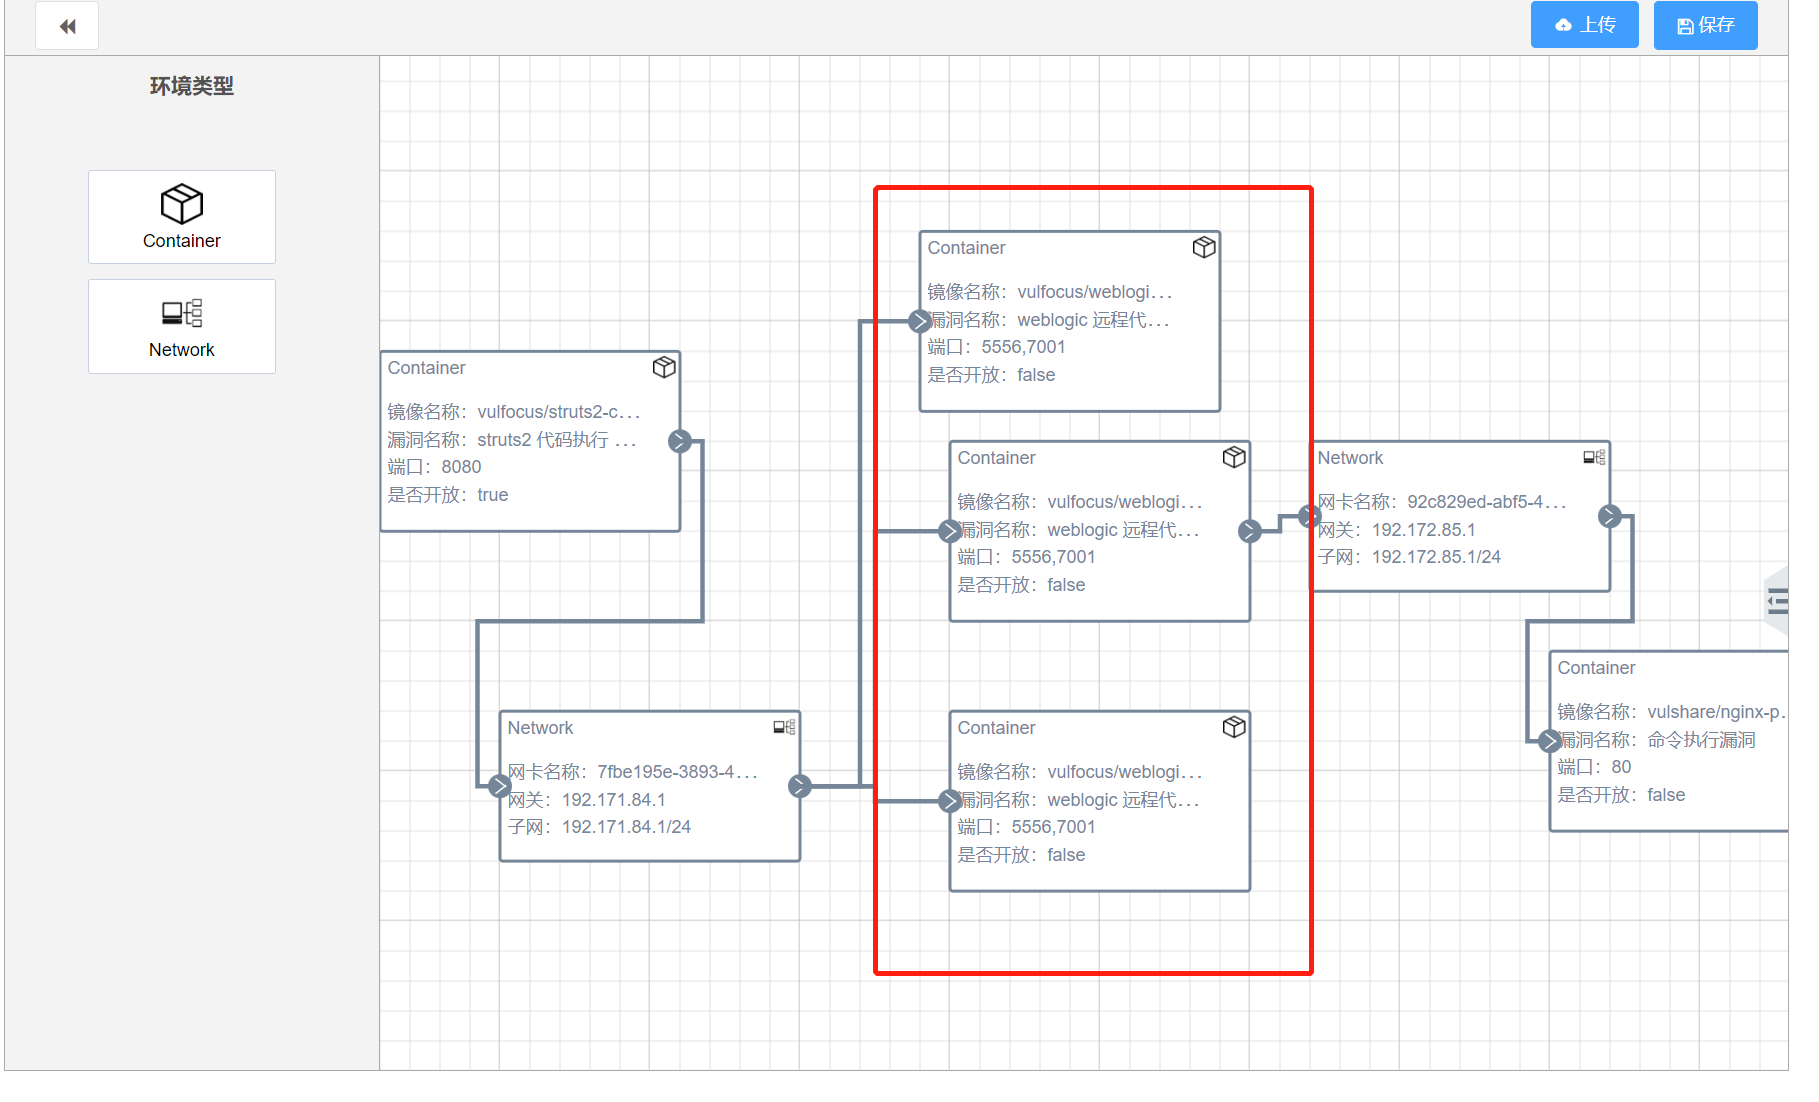 上传
保存
环境类型
Container
Network
Container
镜像名称：vulfocus/struts2-c...
漏洞名称：struts2 代码执行 ...
端口：8080
是否开放：true
Network
网卡名称：7fbe195e-3893-4...
网关：192.171.84.1
子网：192.171.84.1/24
Container
镜像名称：vulfocus/weblogi...
漏洞名称：weblogic 远程代...
端口：5556,7001
是否开放：false
Container
镜像名称：vulfocus/weblogi...
漏洞名称：weblogic 远程代...
端口：5556,7001
是否开放：false
Container
镜像名称：vulfocus/weblogi...
漏洞名称：weblogic 远程代...
端口：5556,7001
是否开放：false
Network
网卡名称：92c829ed-abf5-4...
网关：192.172.85.1
子网：192.172.85.1/24
Container
镜像名称：vulshare/nginx-p..
漏洞名称：命令执行漏洞
端口：80
是否开放：false